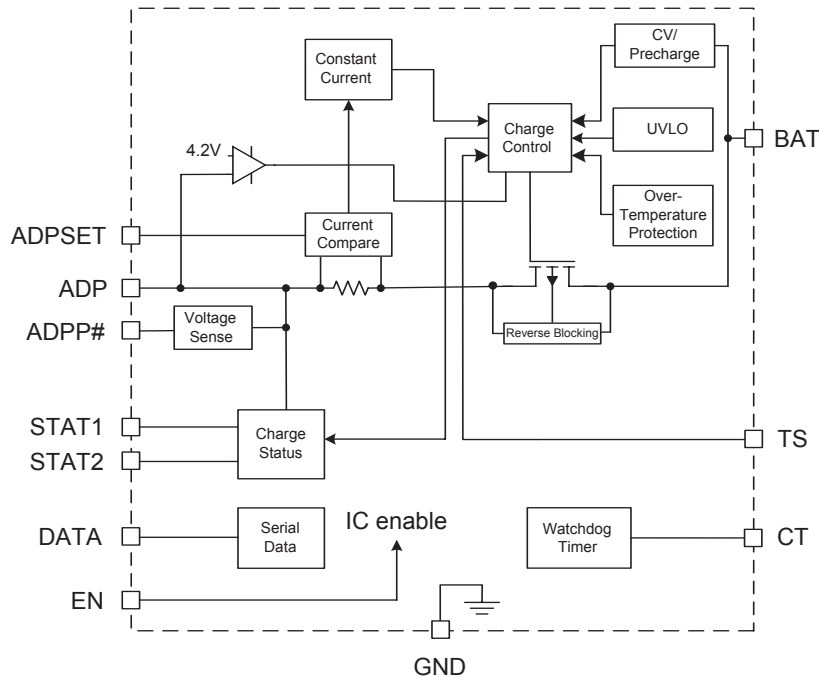 CV/
Precharge
Constant
Current
Charge
Control
UVLO
BAT
4.2V
Over-
Temperature
Protection
ADPSET
Current
Compare
ADP
ADPP#
Voltage
Sense
Reverse Blocking
STAT1
STAT2
Charge
Status
TS
DATA
Serial
Data
IC enable
Watchdog
Timer
CT
EN
GND